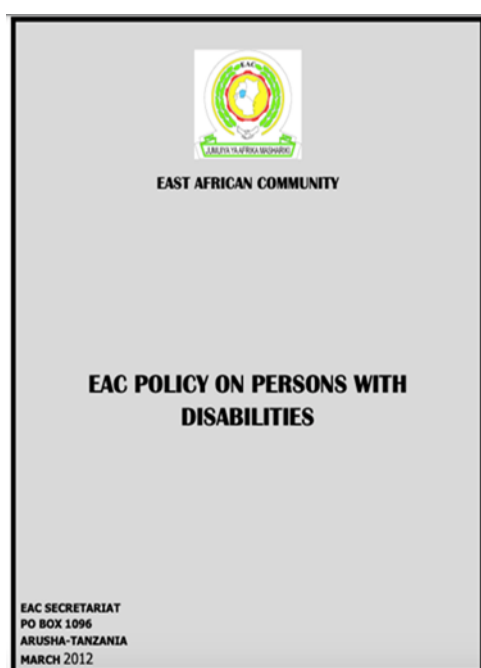 EAC
JUMUIYA YA AFRIKA MASHARIKI
EAST AFRICAN COMMUNITY
EAC POLICY ON PERSONS WITH
DISABILITIES
EAC SECRETARIAT
PO BOX 1096
ARUSHA-TANZANIA
MARCH 2012